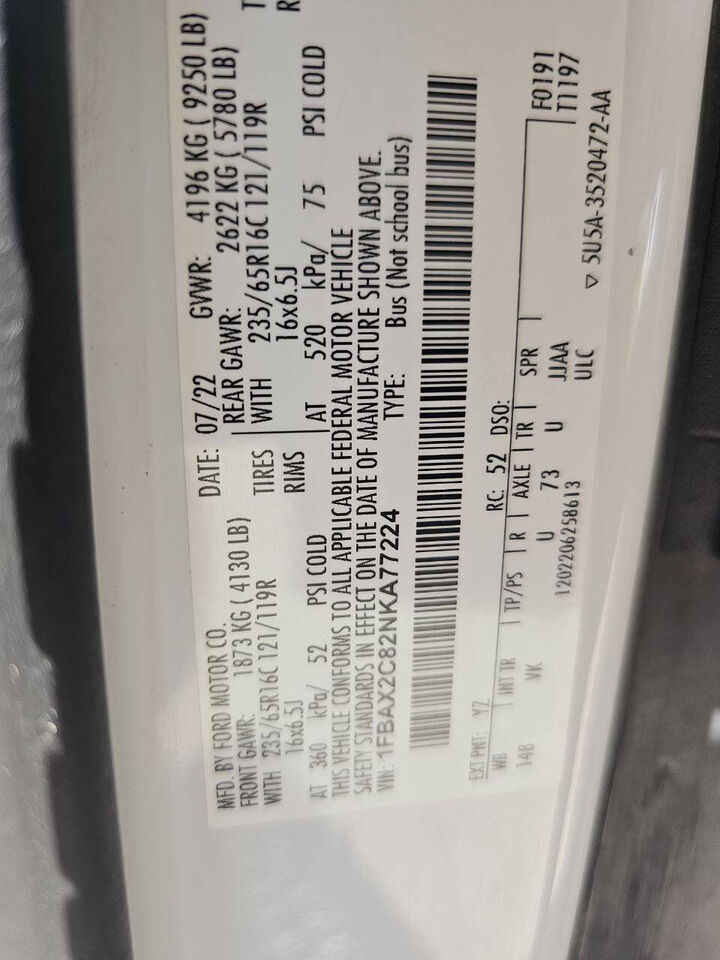 MFD. BY FORD MOTOR CO. DATE: 07/22 GVWR: 4196 KG ( 9250 LB)
FRONT GAWR: 1873 KG ( 4130 LB) REAR GAWR: 2622 KG ( 5780 LB) T
WITH 235/65R16C 121/119R TIRES WITH 235/65R16C 121/119R R
16x6.5J RIMS 16x6.5J
AT 360 kPa/ 52 PSI COLD AT 520 kPa/ 75 PSI COLD
THIS VEHICLE CONFORMS TO ALL APPLICABLE FEDERAL MOTOR VEHICLE
SAFETY STANDARDS IN EFFECT ON THE DATE OF MANUFACTURE SHOWN ABOVE.
VIN: 1FBAX2C82NKA77224 TYPE: Bus (Not school bus)
EXT PNT: YZ RC: 52 DSO:
WB INT TR TP/PS R AXLE TR SPR F0191
148 VK U 73 U JJAA T1197
1202206258613 ULC
▽ 5U5A-3520472-AA